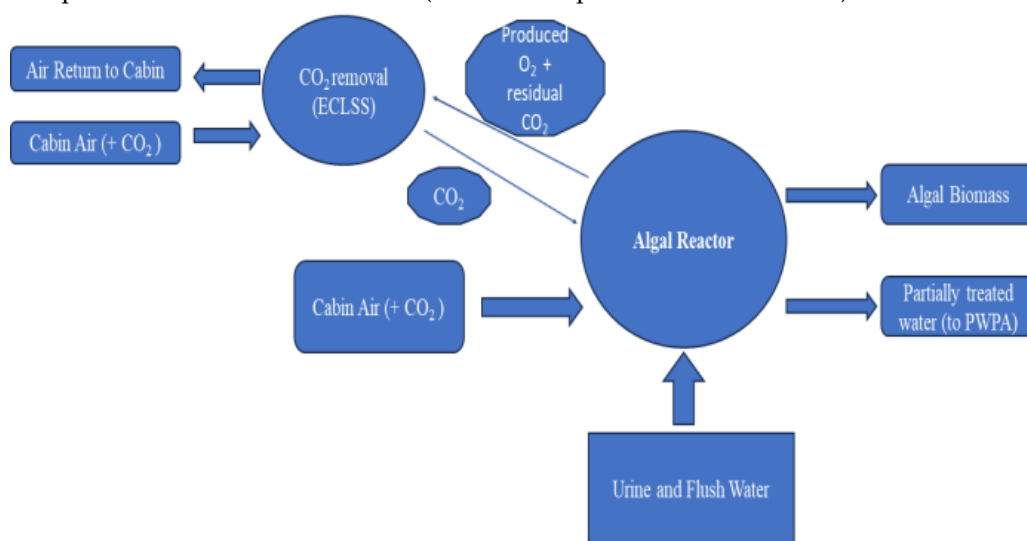 Produced
O₂ +
residual
CO₂
Air Return to Cabin
CO₂ removal
(ECLSS)
Cabin Air (+ CO₂ )
CO₂
Algal Biomass
Algal Reactor
Cabin Air (+ CO₂ )
Partially treated
water (to PWPA)
Urine and Flush Water